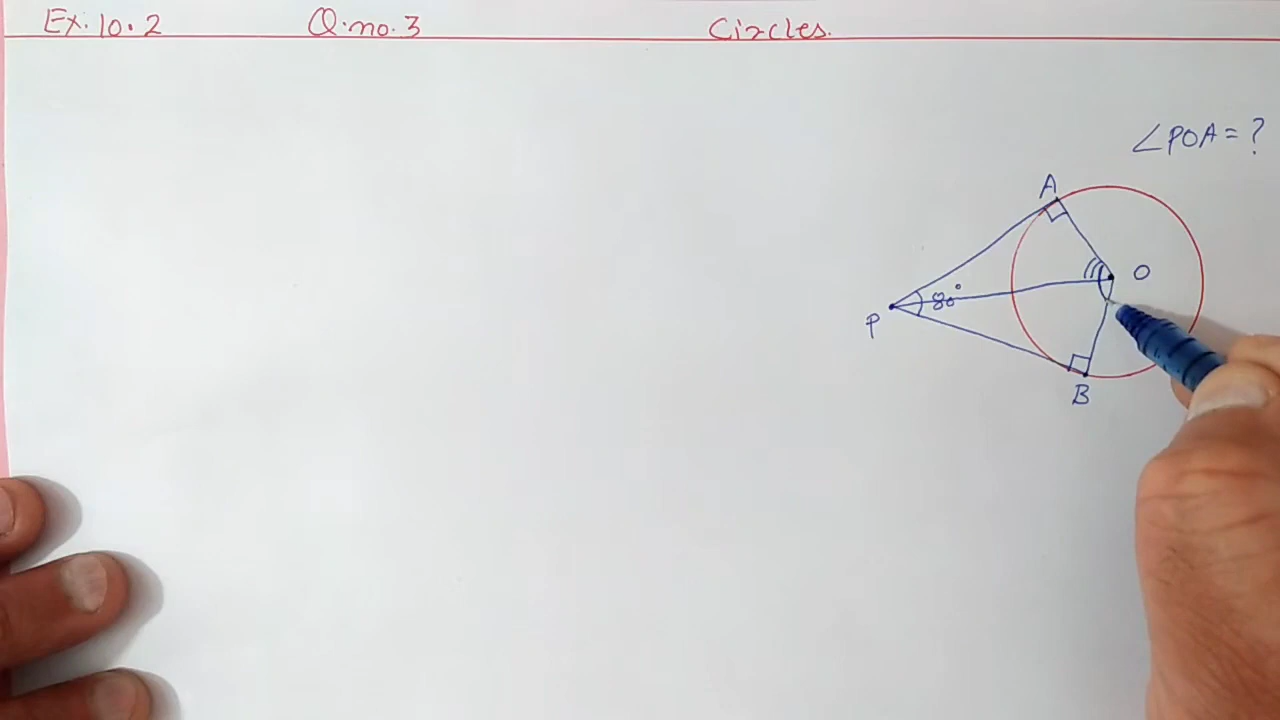 Ex. 10.2 Q.no.3 Circles.
∠POA = ?
A
O
80°
P
B